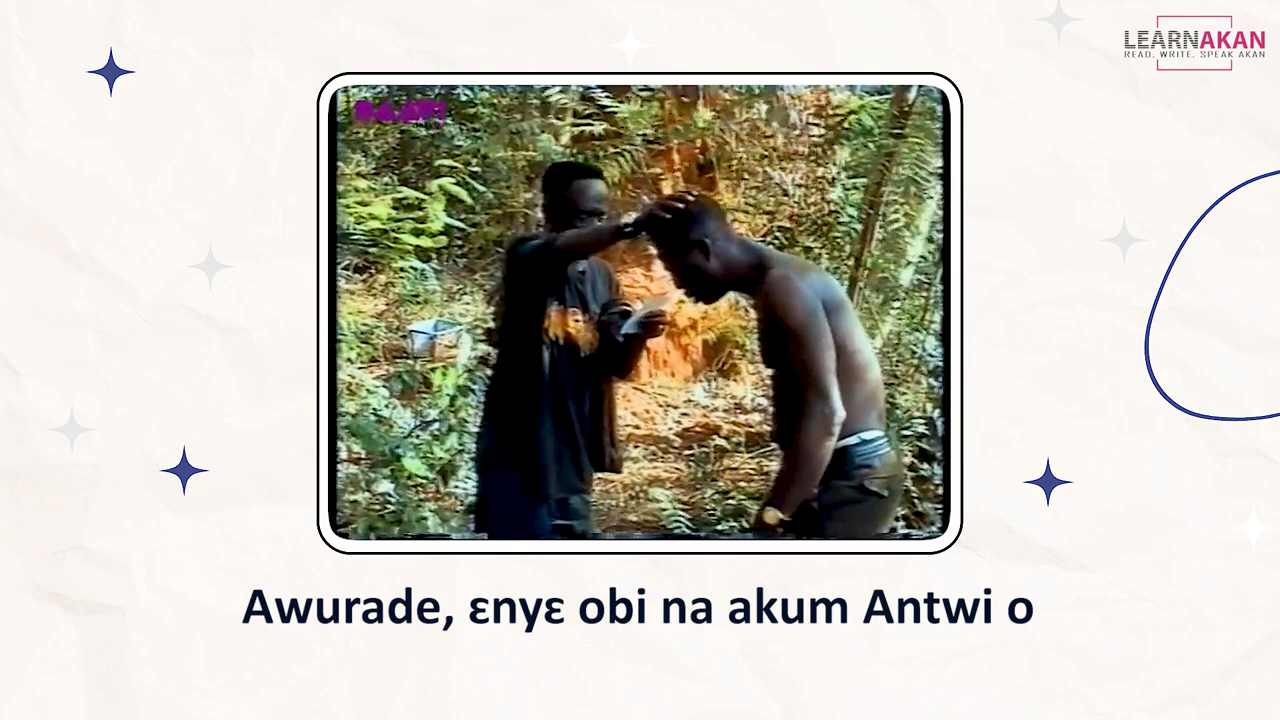 LEARNAKAN
READ. WRITE. SPEAK AKAN
Awurade, ɛnyɛ obi na akum Antwi o